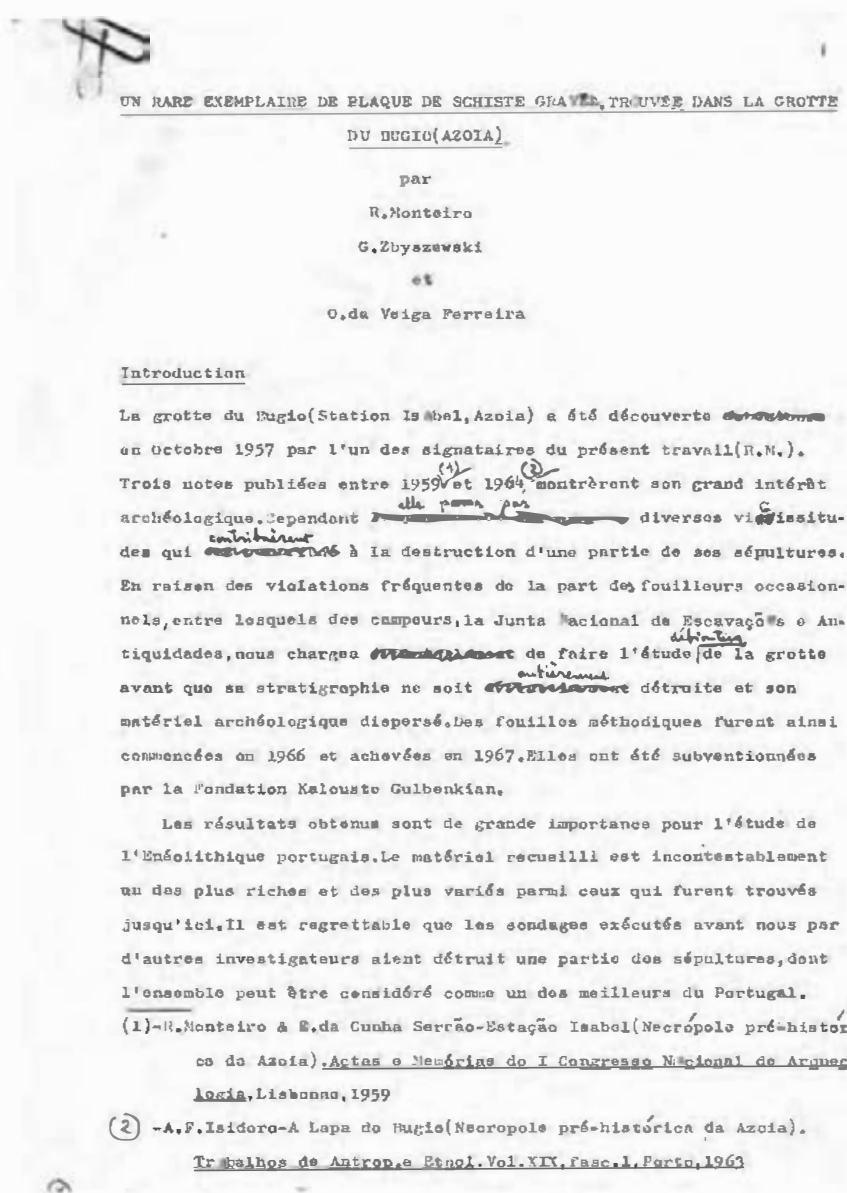 1
UN RARE EXEMPLAIRE DE PLAQUE DE SCHISTE GRAVÉE, TROUVÉE DANS LA GROTTE
DU BUGIO(AZOIA)
par
R.Monteiro
G.Zbyszewski
et
O.da Veiga Ferreira
Introduction
La grotte du Bugio(Station Isabel,Azoia) a été découverte
en Octobre 1957 par l'un des signataires du présent travail(R.M.).
(1) (2)
Trois notes publiées entre 1959 et 1964, montrèrent son grand intérêt
elle passa par
archéologique.Cependant diverses vicissitu-
contribuèrent
des qui à la destruction d'une partie de ses sépultures.
En raison des violations fréquentes de la part de fouilleurs occasion-
nels,entre lesquels des campeurs,la Junta Nacional de Escavações e An-
définitive
tiquidades,nous chargea de faire l'étude de la grotte
entièrement
avant que sa stratigraphie ne soit détruite et son
matériel archéologique dispersé.Des fouilles méthodiques furent ainsi
commencées en 1966 et achevées en 1967.Elles ont été subventionnées
par la Fondation Kalouste Gulbenkian.
Les résultats obtenus sont de grande importance pour l'étude de
l'Enéolithique portugais.Le matériel recueilli est incontestablement
un des plus riches et des plus variés parmi ceux qui furent trouvés
jusqu'ici.Il est regrettable que les sondages exécutés avant nous par
d'autres investigateurs aient détruit une partie des sépultures,dont
l'ensemble peut être considéré comme un des meilleurs du Portugal.
(1)-R.Monteiro & E.da Cunha Serrão-Estação Isabel(Necrópole pré-histór
ca da Azoia).Actas e Memórias do I Congresso Nacional de Arqueo
logia,Lisbonne,1959
(2) -A.F.Isidoro-A Lapa do Bugio(Necropole pré-histórica da Azoia).
Trabalhos de Antrop.e Etnol.Vol.XIX,fasc.1,Porto,1963